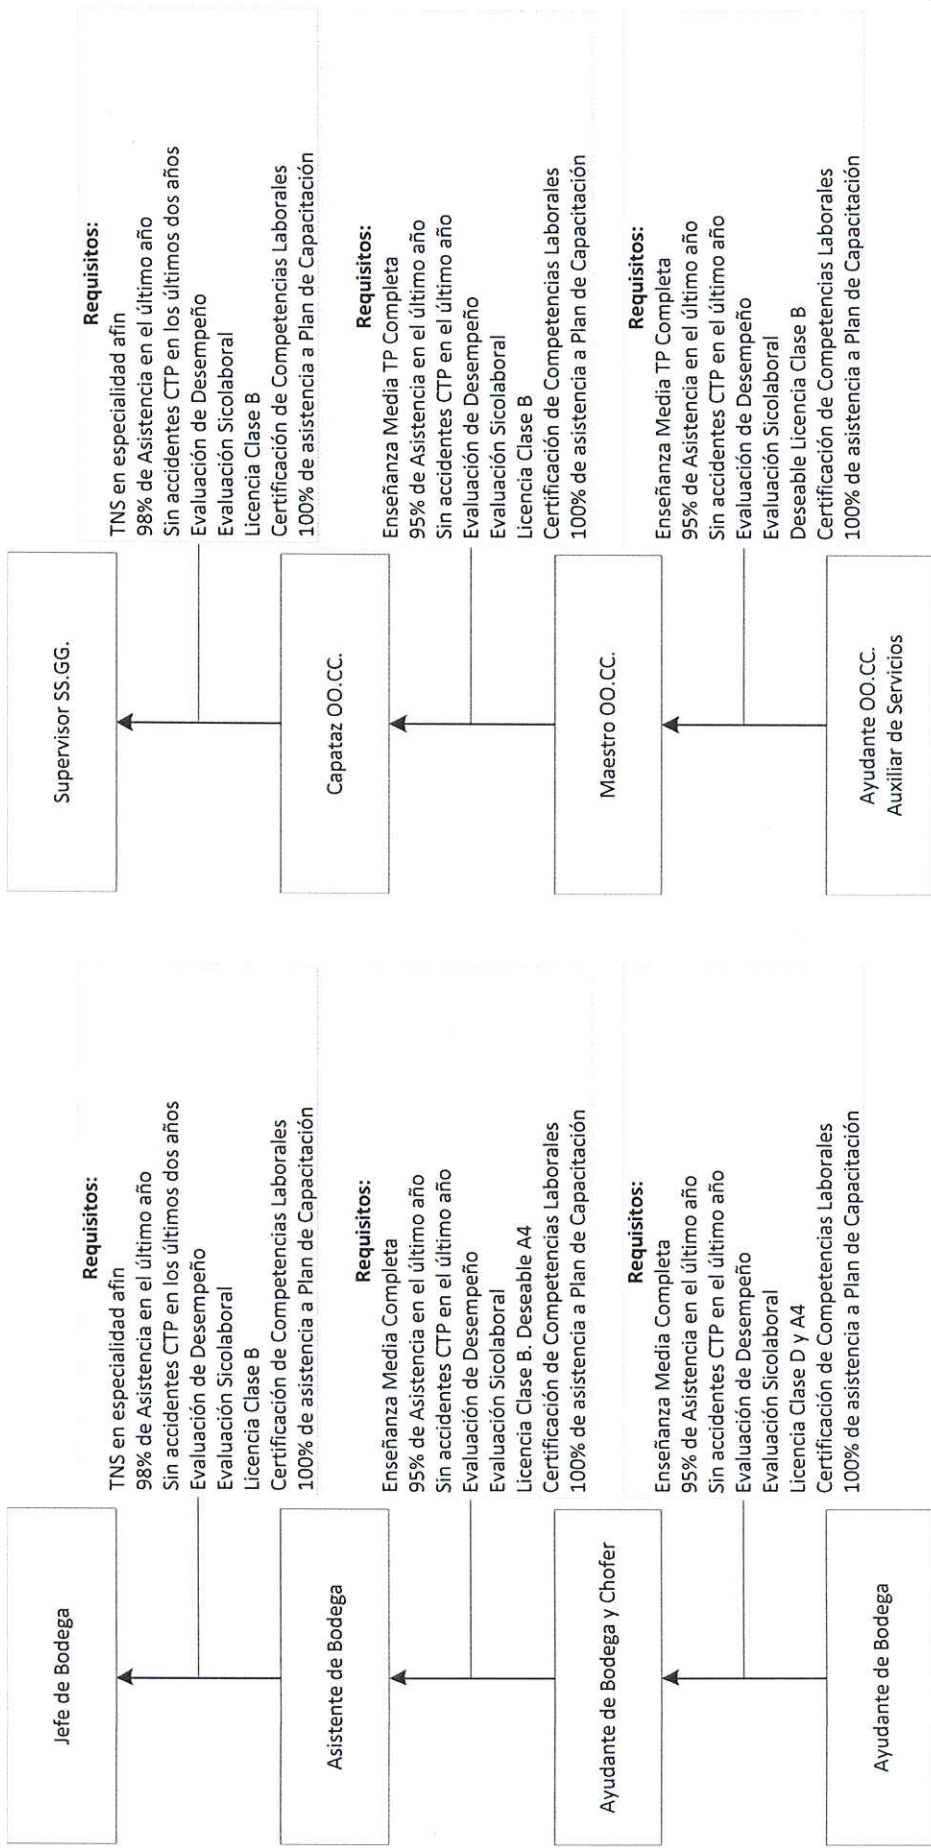 Jefe de Bodega
Requisitos:
TNS en especialidad afin
98% de Asistencia en el último año
Sin accidentes CTP en los últimos dos años
Evaluación de Desempeño
Evaluación Sicolaboral
Licencia Clase B
Certificación de Competencias Laborales
100% de asistencia a Plan de Capacitación
Asistente de Bodega
Requisitos:
Enseñanza Media Completa
95% de Asistencia en el último año
Sin accidentes CTP en el último año
Evaluación de Desempeño
Evaluación Sicolaboral
Licencia Clase B. Deseable A4
Certificación de Competencias Laborales
100% de asistencia a Plan de Capacitación
Ayudante de Bodega y Chofer
Requisitos:
Enseñanza Media Completa
95% de Asistencia en el último año
Sin accidentes CTP en el último año
Evaluación de Desempeño
Evaluación Sicolaboral
Licencia Clase D y A4
Certificación de Competencias Laborales
100% de asistencia a Plan de Capacitación
Ayudante de Bodega
Supervisor SS.GG.
Requisitos:
TNS en especialidad afin
98% de Asistencia en el último año
Sin accidentes CTP en los últimos dos años
Evaluación de Desempeño
Evaluación Sicolaboral
Licencia Clase B
Certificación de Competencias Laborales
100% de asistencia a Plan de Capacitación
Capataz OO.CC.
Requisitos:
Enseñanza Media TP Completa
95% de Asistencia en el último año
Sin accidentes CTP en el último año
Evaluación de Desempeño
Evaluación Sicolaboral
Licencia Clase B
Certificación de Competencias Laborales
100% de asistencia a Plan de Capacitación
Maestro OO.CC.
Requisitos:
Enseñanza Media TP Completa
95% de Asistencia en el último año
Sin accidentes CTP en el último año
Evaluación de Desempeño
Evaluación Sicolaboral
Deseable Licencia Clase B
Certificación de Competencias Laborales
100% de asistencia a Plan de Capacitación
Ayudante OO.CC.
Auxiliar de Servicios